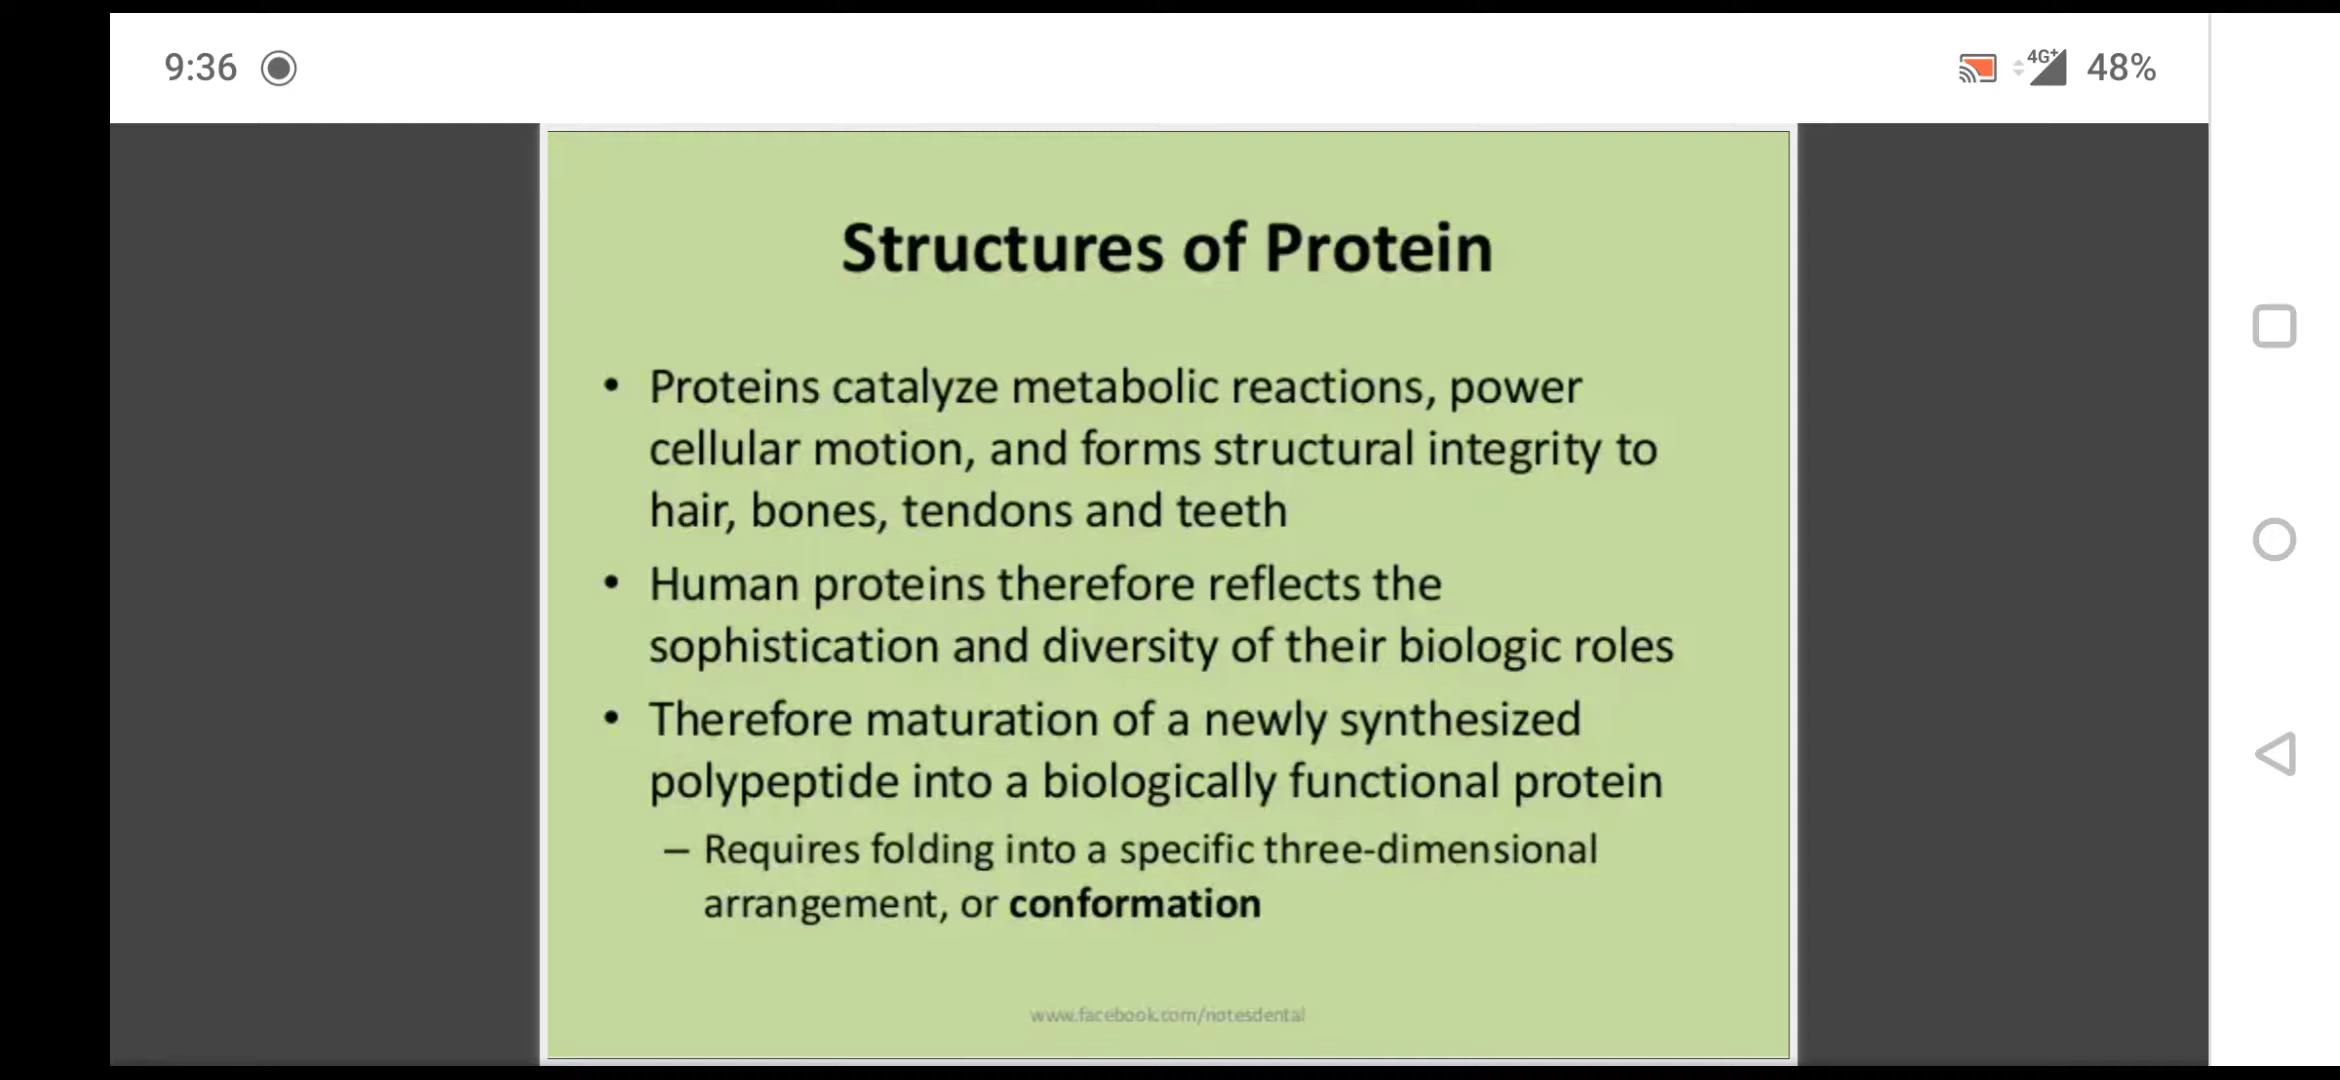 9:36
4G+ 48%
Structures of Protein
• Proteins catalyze metabolic reactions, power
cellular motion, and forms structural integrity to
hair, bones, tendons and teeth
• Human proteins therefore reflects the
sophistication and diversity of their biologic roles
• Therefore maturation of a newly synthesized
polypeptide into a biologically functional protein
– Requires folding into a specific three-dimensional
arrangement, or conformation
www.facebook.com/notesdental